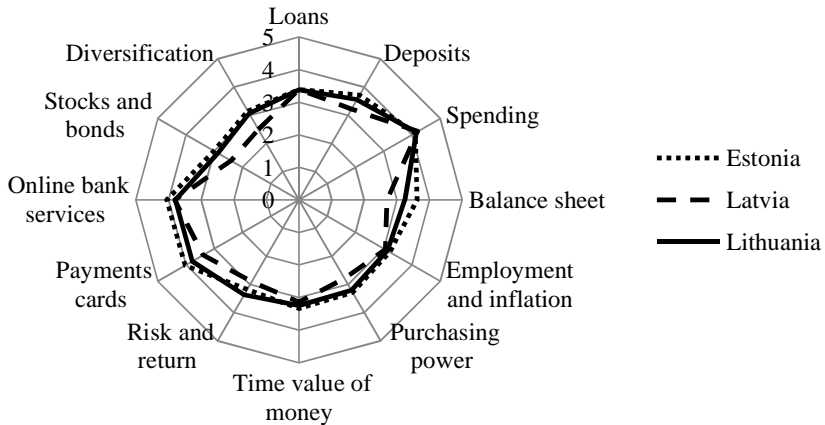 Loans
Deposits
Spending
Balance sheet
Employment
and inflation
Purchasing
power
Time value of
money
Risk and
return
Payments
cards
Online bank
services
Stocks and
bonds
Diversification
5
4
3
2
1
0
Estonia
Latvia
Lithuania